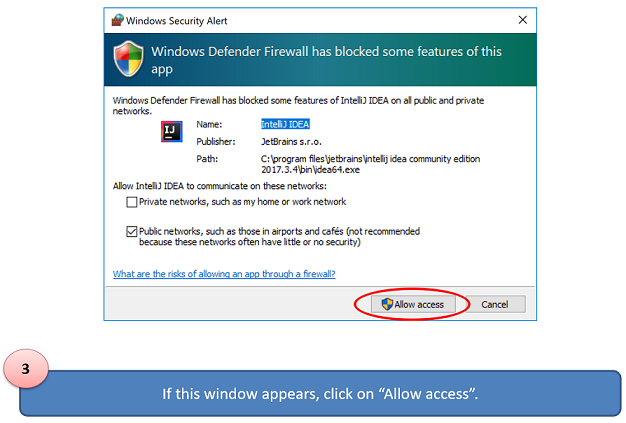 Windows Security Alert
Windows Defender Firewall has blocked some features of this
app
Windows Defender Firewall has blocked some features of IntelliJ IDEA on all public and private
networks.
IJ
Name: IntelliJ IDEA
Publisher: JetBrains s.r.o.
Path: C:\program files\jetbrains\intellij idea community edition
2017.3.4\bin\idea64.exe
Allow IntelliJ IDEA to communicate on these networks:
Private networks, such as my home or work network
Public networks, such as those in airports and cafés (not recommended
because these networks often have little or no security)
What are the risks of allowing an app through a firewall?
Allow access Cancel
3
If this window appears, click on “Allow access”.